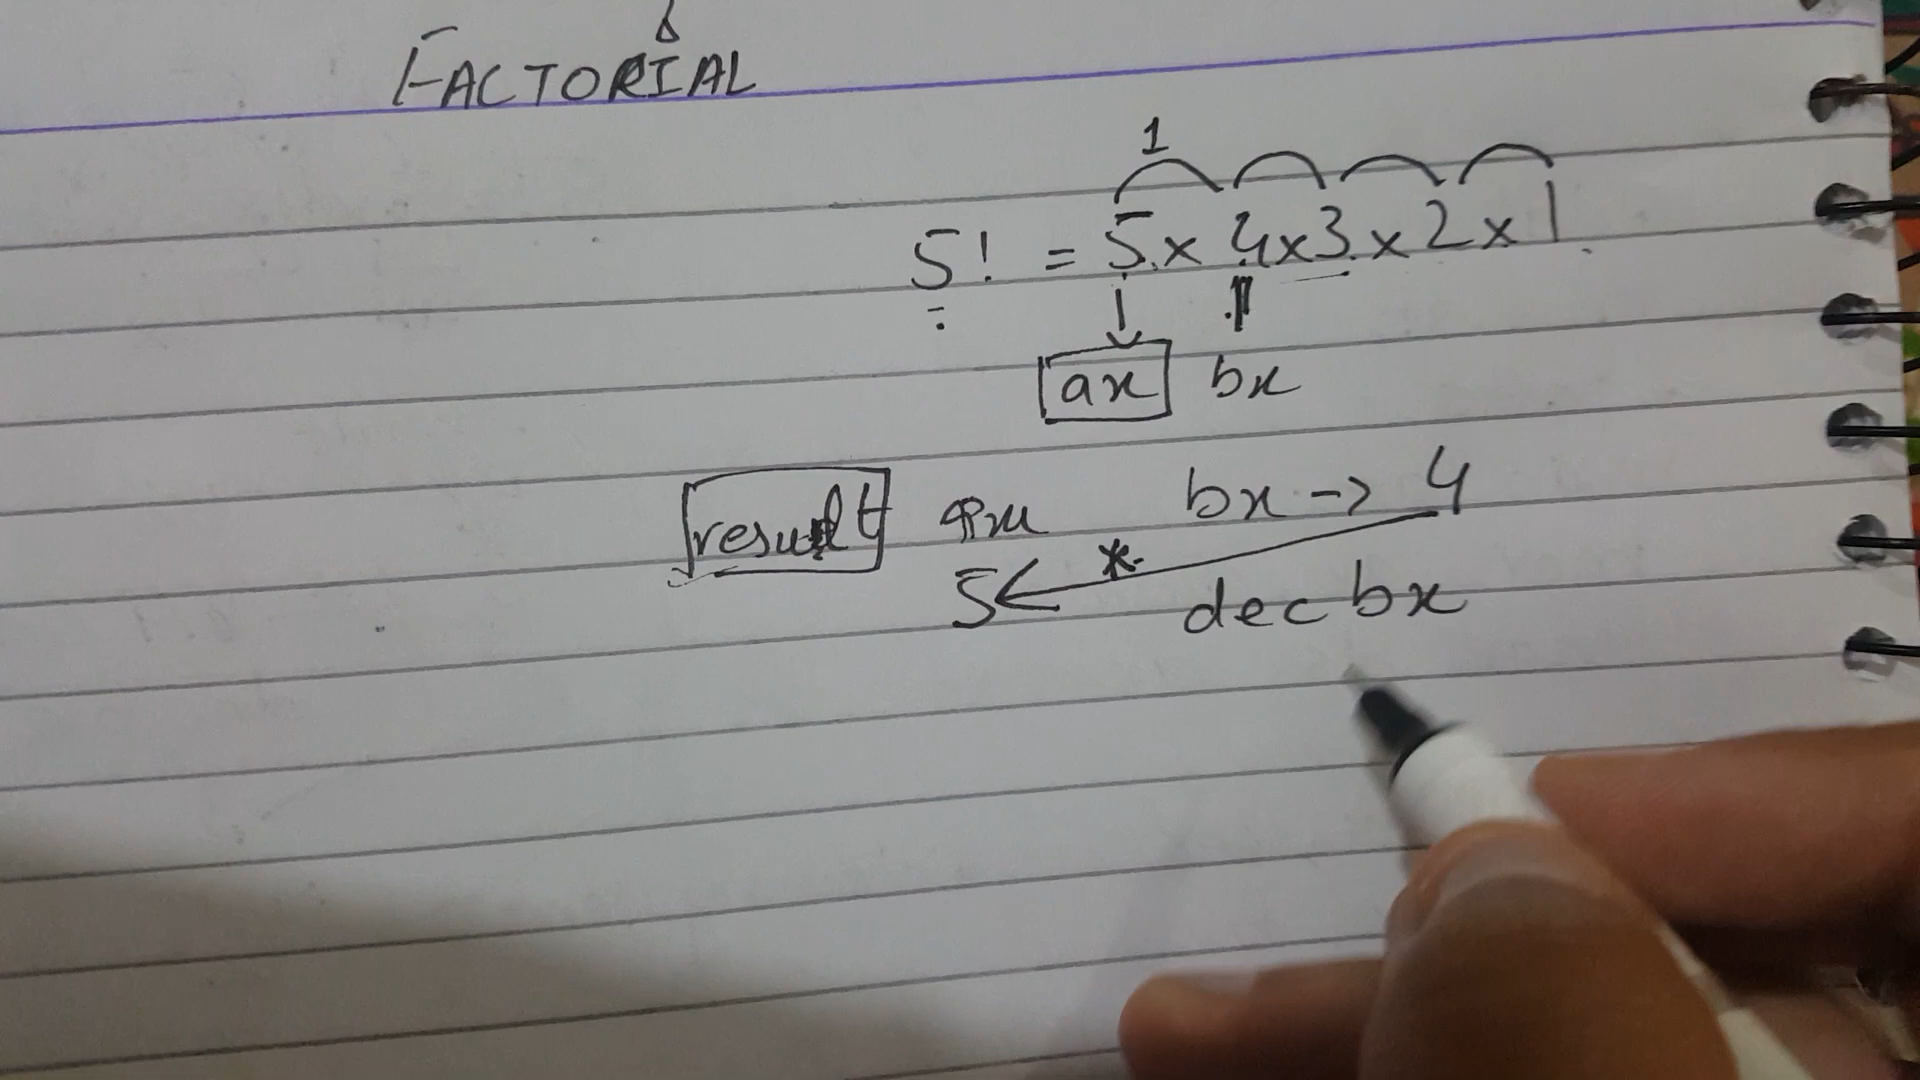 FACTORIAL
1
5! = 5 x 4 x 3 x 2 x 1
ax bx
result bx -> 4
5 *
dec bx